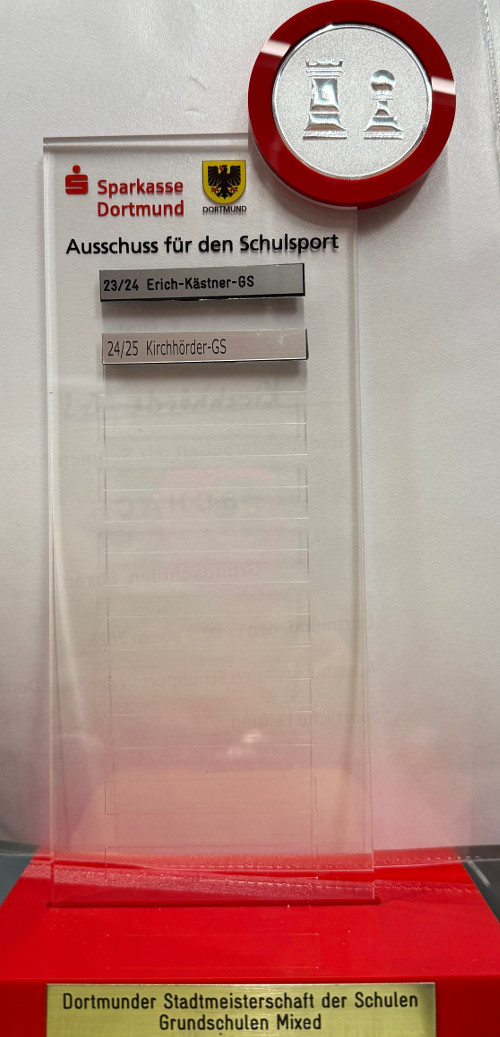 Sparkasse
Dortmund
DORTMUND
Ausschuss für den Schulsport
23/24 Erich-Kästner-GS
24/25 Kirchhörder-GS
Dortmunder Stadtmeisterschaft der Schulen
Grundschulen Mixed